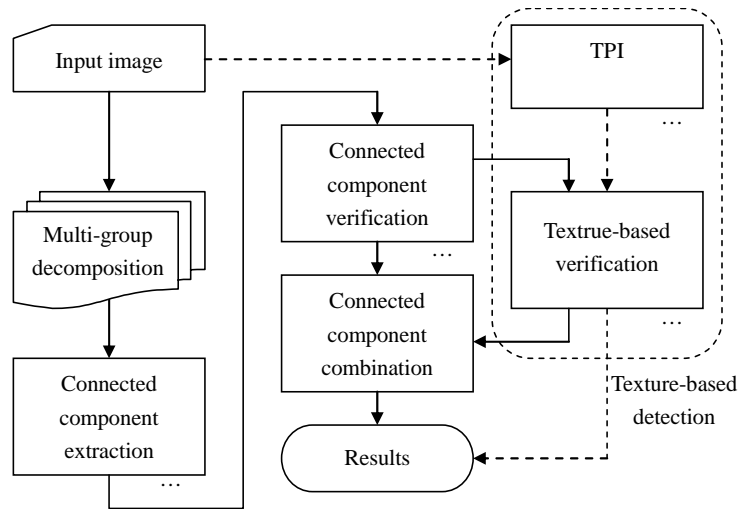 Input image
TPI
...
Multi-group
decomposition
Connected
component
verification
...
Textrue-based
verification
...
Connected
component
combination
Connected
component
extraction
...
Texture-based
detection
Results